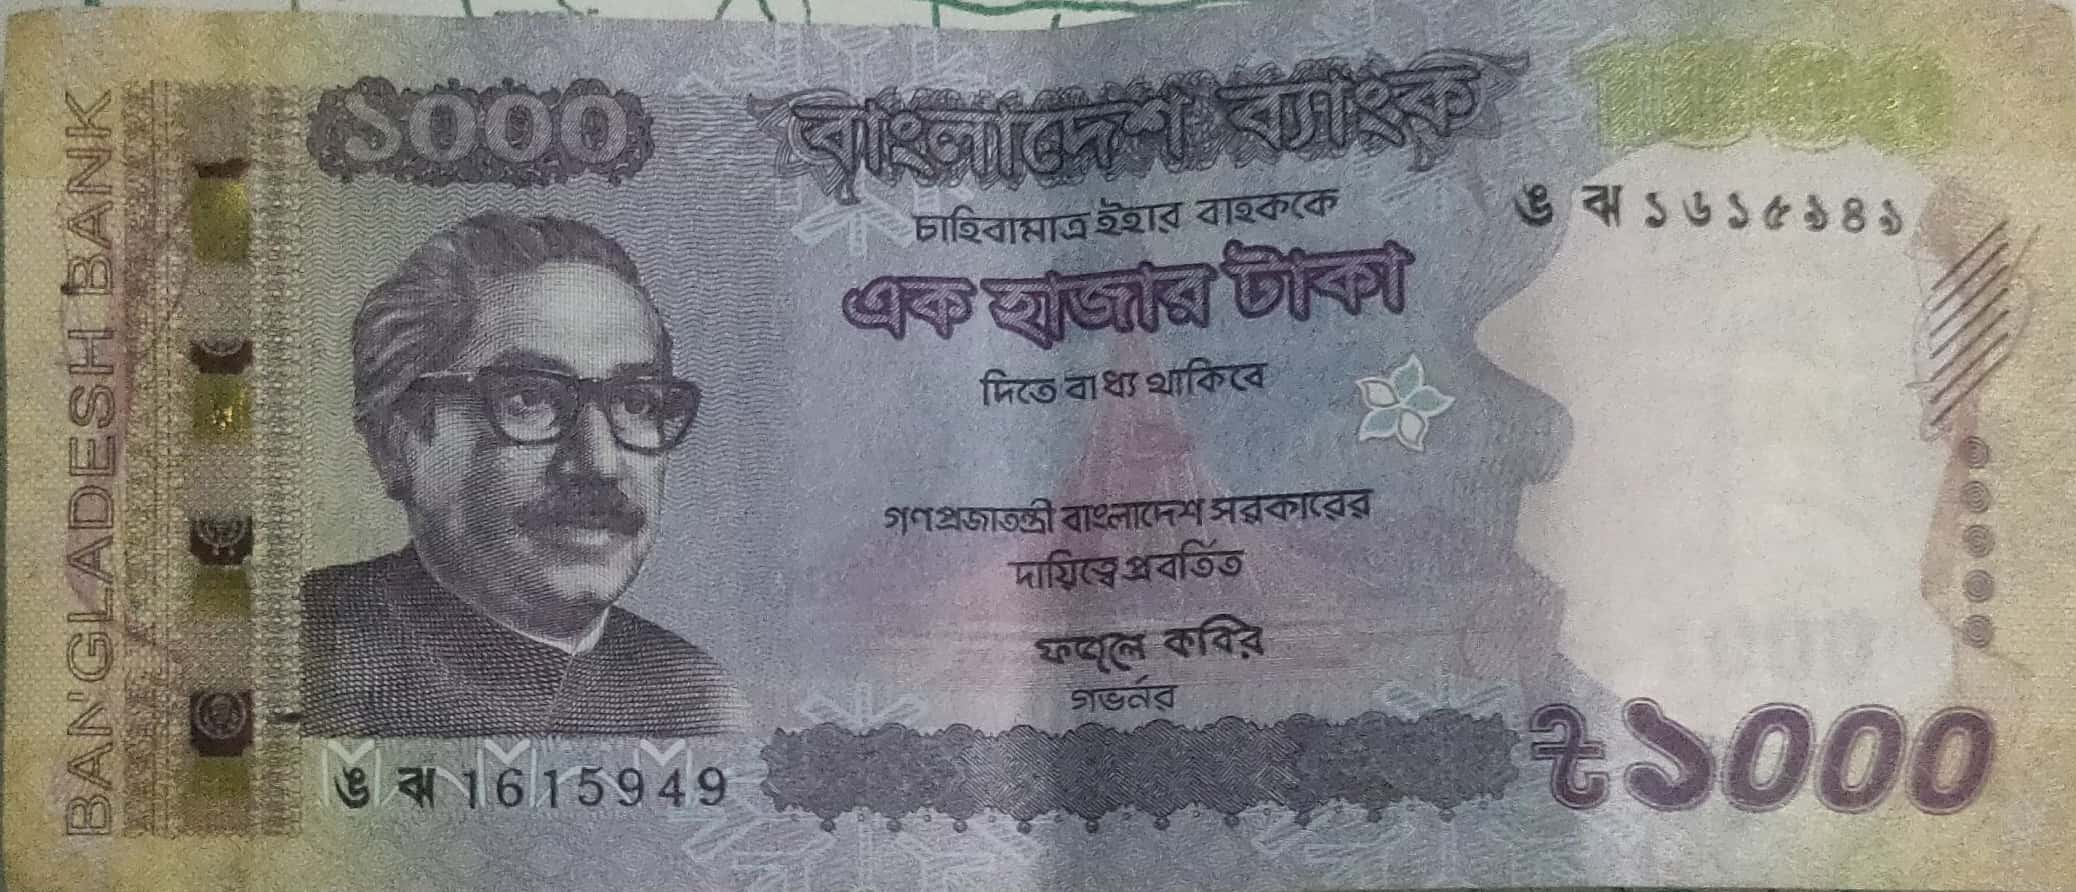 BANGLADESH BANK
১০০০
বাংলাদেশ ব্যাংক
চাহিবামাত্র ইহার বাহককে
ঙ ঝ ১৬১৫৯৪৯
এক হাজার টাকা
দিতে বাধ্য থাকিবে
গণপ্রজাতন্ত্রী বাংলাদেশ সরকারের
দায়িত্বে প্রবর্তিত
ফজলে কবির
গভর্নর
ঙ ঝ 1615949
৳১০০০